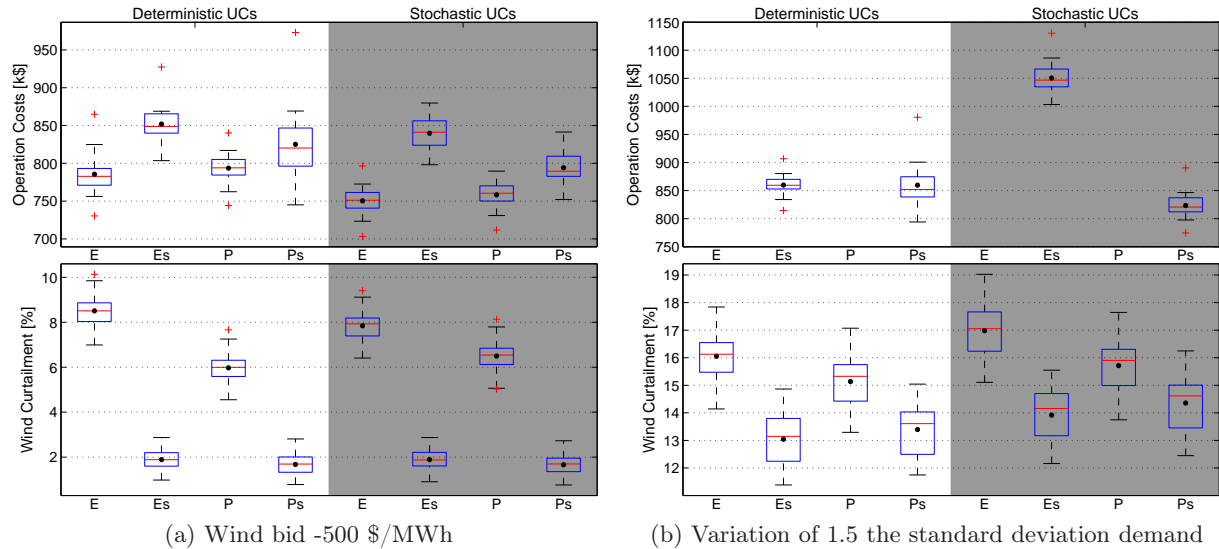 Deterministic UCs Stochastic UCs
Operation Costs [k$]
950
900
850
800
750
700
E Es P Ps E Es P Ps
Wind Curtailment [%]
10
8
6
4
2
E Es P Ps E Es P Ps
(a) Wind bid -500 $/MWh
Deterministic UCs Stochastic UCs
Operation Costs [k$]
1150
1100
1050
1000
950
900
850
800
750
E Es P Ps E Es P Ps
Wind Curtailment [%]
19
18
17
16
15
14
13
12
E Es P Ps E Es P Ps
(b) Variation of 1.5 the standard deviation demand